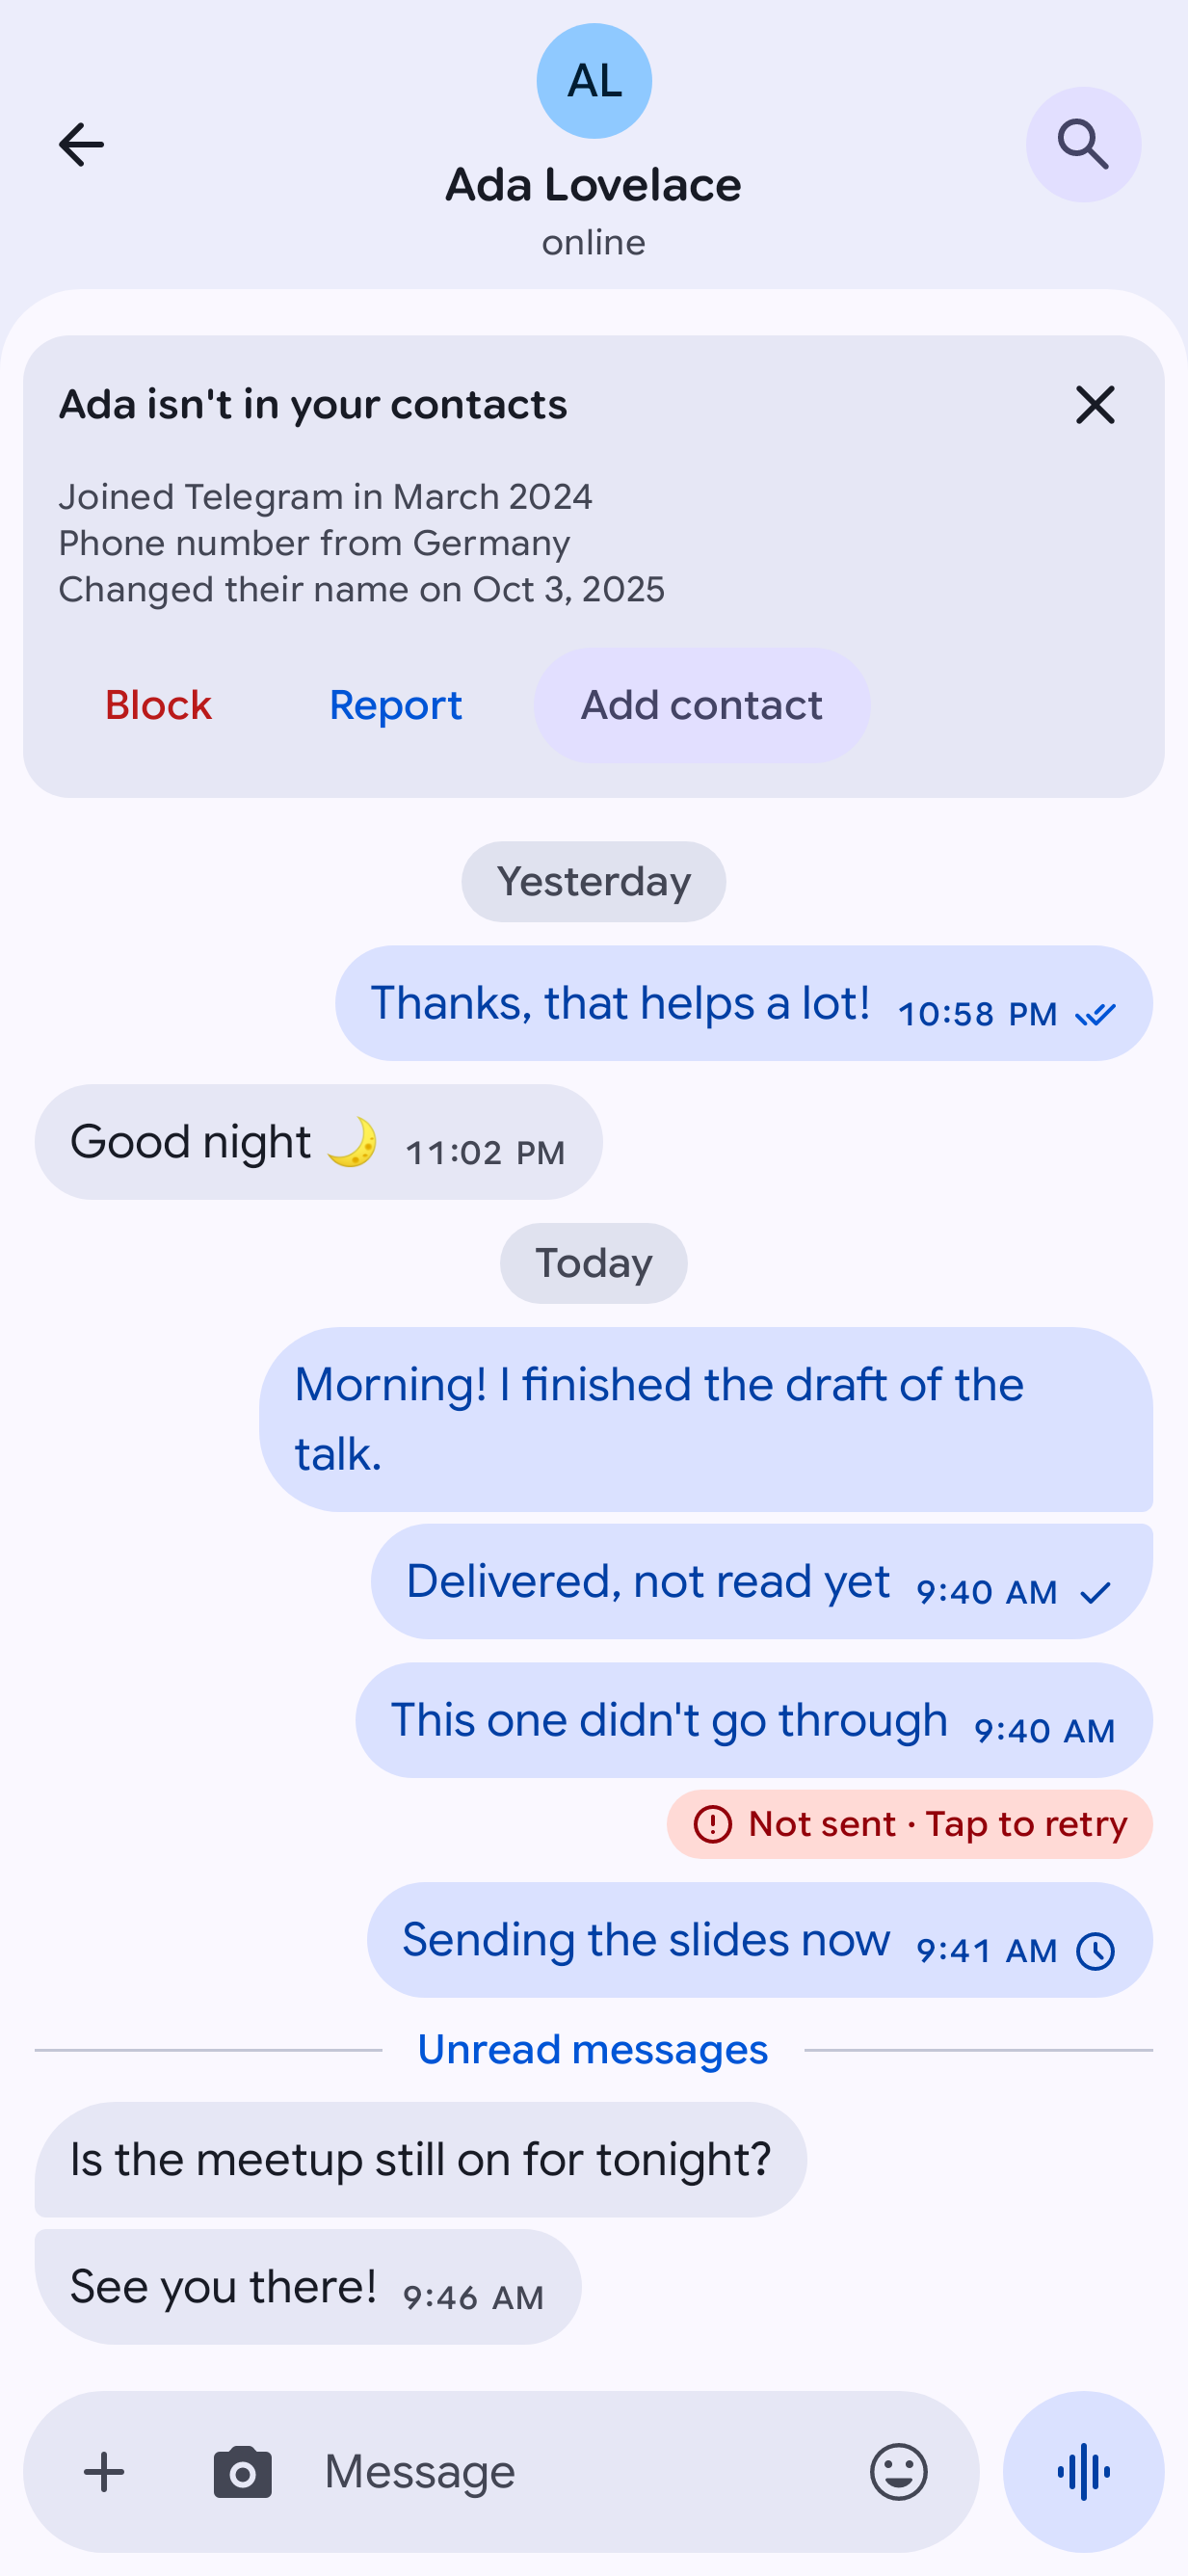 AL
Ada Lovelace
online
Ada isn't in your contacts
Joined Telegram in March 2024
Phone number from Germany
Changed their name on Oct 3, 2025
Block Report Add contact
Yesterday
Thanks, that helps a lot! 10:58 PM
Good night 🌙 11:02 PM
Today
Morning! I finished the draft of the
talk.
Delivered, not read yet 9:40 AM
This one didn't go through 9:40 AM
Not sent · Tap to retry
Sending the slides now 9:41 AM
Unread messages
Is the meetup still on for tonight?
See you there! 9:46 AM
Message